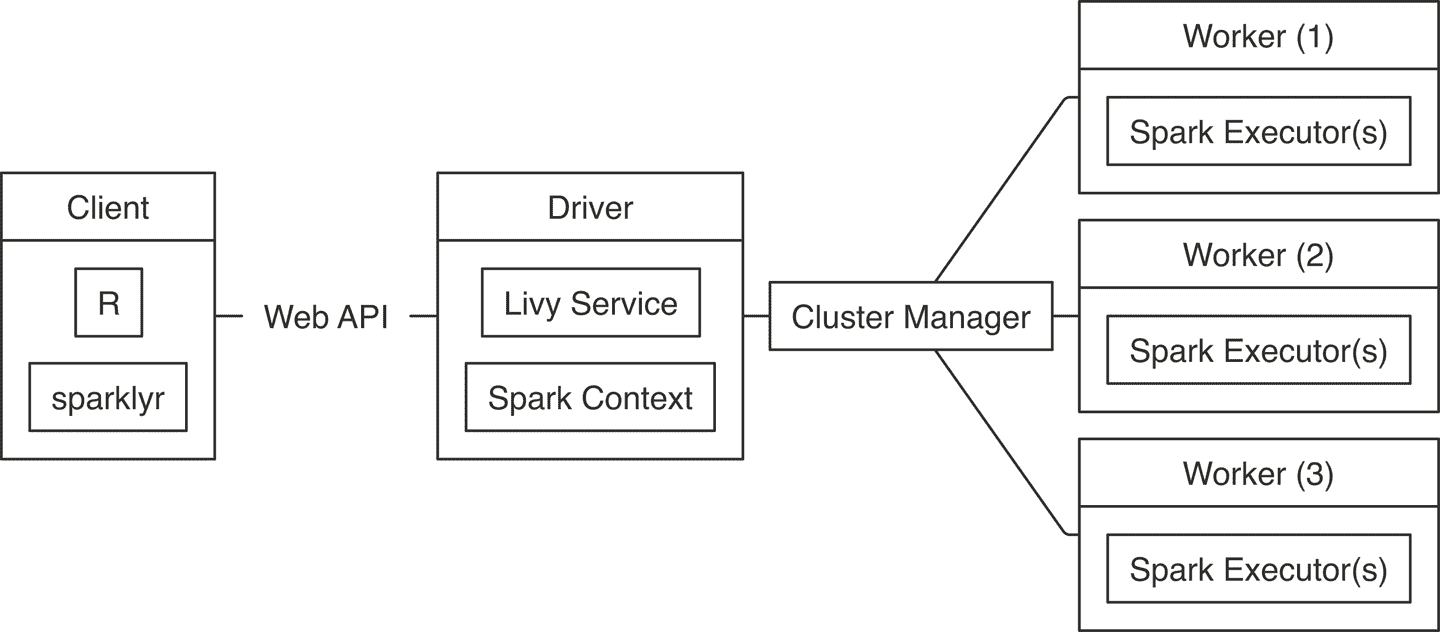 Client
R
sparklyr
Web API
Driver
Livy Service
Spark Context
Cluster Manager
Worker (1)
Spark Executor(s)
Worker (2)
Spark Executor(s)
Worker (3)
Spark Executor(s)